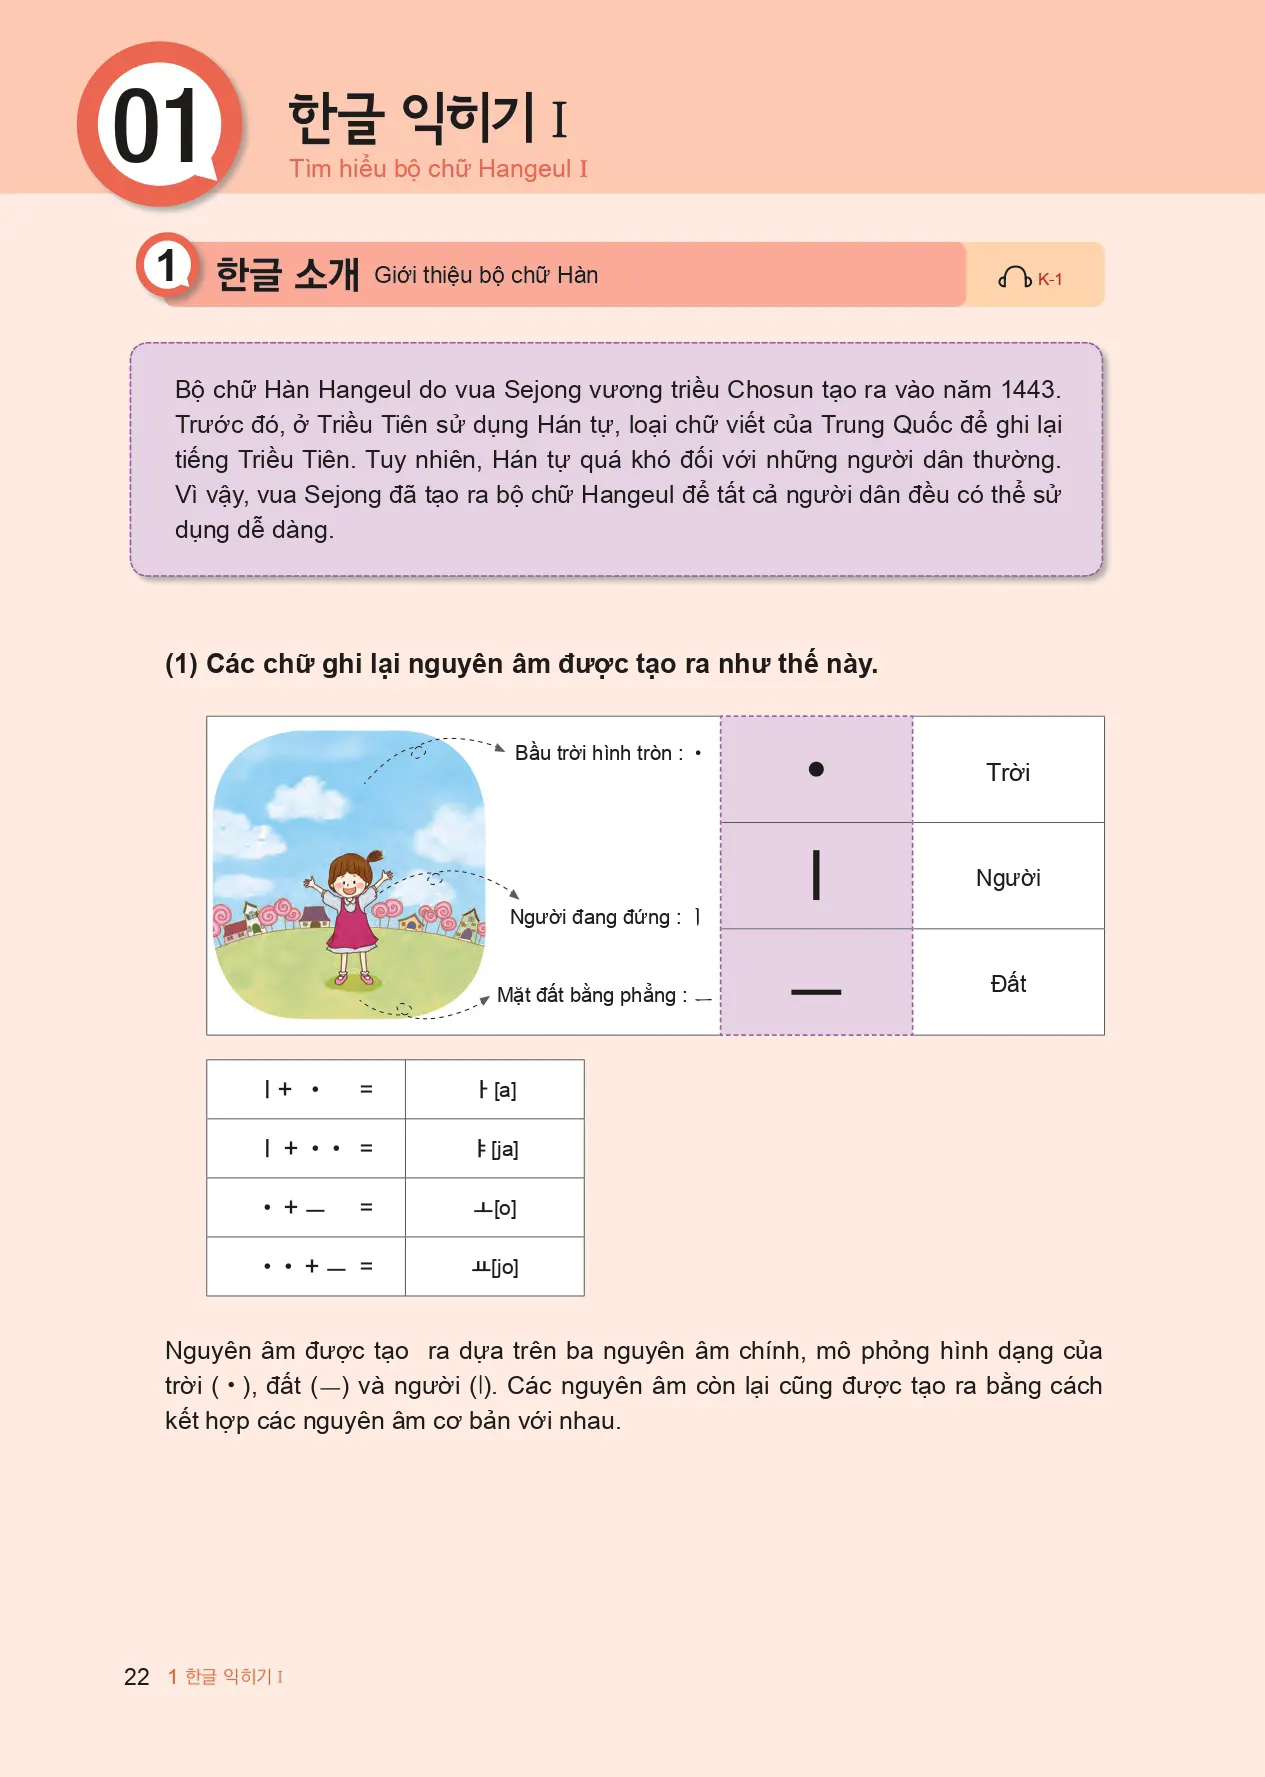 01
한글 익히기 I
Tìm hiểu bộ chữ Hangeul I
1
한글 소개 Giới thiệu bộ chữ Hàn
K-1
Bộ chữ Hàn Hangeul do vua Sejong vương triều Chosun tạo ra vào năm 1443.
Trước đó, ở Triều Tiên sử dụng Hán tự, loại chữ viết của Trung Quốc để ghi lại
tiếng Triều Tiên. Tuy nhiên, Hán tự quá khó đối với những người dân thường.
Vì vậy, vua Sejong đã tạo ra bộ chữ Hangeul để tất cả người dân đều có thể sử
dụng dễ dàng.
(1) Các chữ ghi lại nguyên âm được tạo ra như thế này.
Bầu trời hình tròn : •
• Trời
Người đang đứng : ㅣ
ㅣ Người
Mặt đất bằng phẳng : ㅡ
ㅡ Đất
ㅣ + • = ㅏ [a]
ㅣ + • • = ㅑ [ja]
• + ㅡ = ㅗ[o]
• • + ㅡ = ㅛ[jo]
Nguyên âm được tạo ra dựa trên ba nguyên âm chính, mô phỏng hình dạng của
trời ( • ), đất (ㅡ) và người (ㅣ). Các nguyên âm còn lại cũng được tạo ra bằng cách
kết hợp các nguyên âm cơ bản với nhau.
22 1 한글 익히기 I